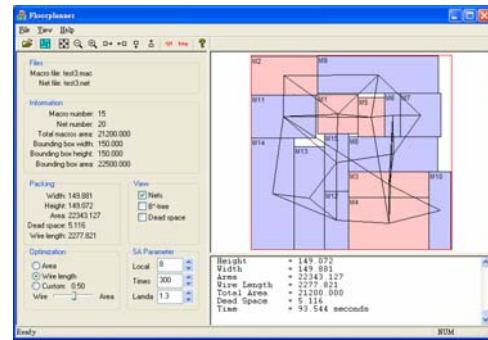 Floorplanner
File View Help
Files
Macro file: test3.mac
Net file: test3.net
Information
Macro number: 15
Net number: 20
Total macros area: 21200.000
Bounding box width: 150.000
Bounding box height: 150.000
Bounding box area: 22500.000
Packing
Width: 149.881
Height: 149.072
Area: 22343.127
Dead space: 5.116
Wire length: 2277.821
View
Nets
B*-tree
Dead space
Optimization
Area
Wire length
Custom 0.50
Wire Area
SA Parameter
Local 8
Times 300
Landa 1.3
M2
M9
M11
M1
M5
M6
M7
M14
M13
M15
M8
M3
M10
M12
M4
Height = 149.072
Width = 149.881
Area = 22343.127
Wire Length = 2277.821
Total Area = 21200.000
Dead Space = 5.116
Time = 93.544 seconds
Ready
NUM